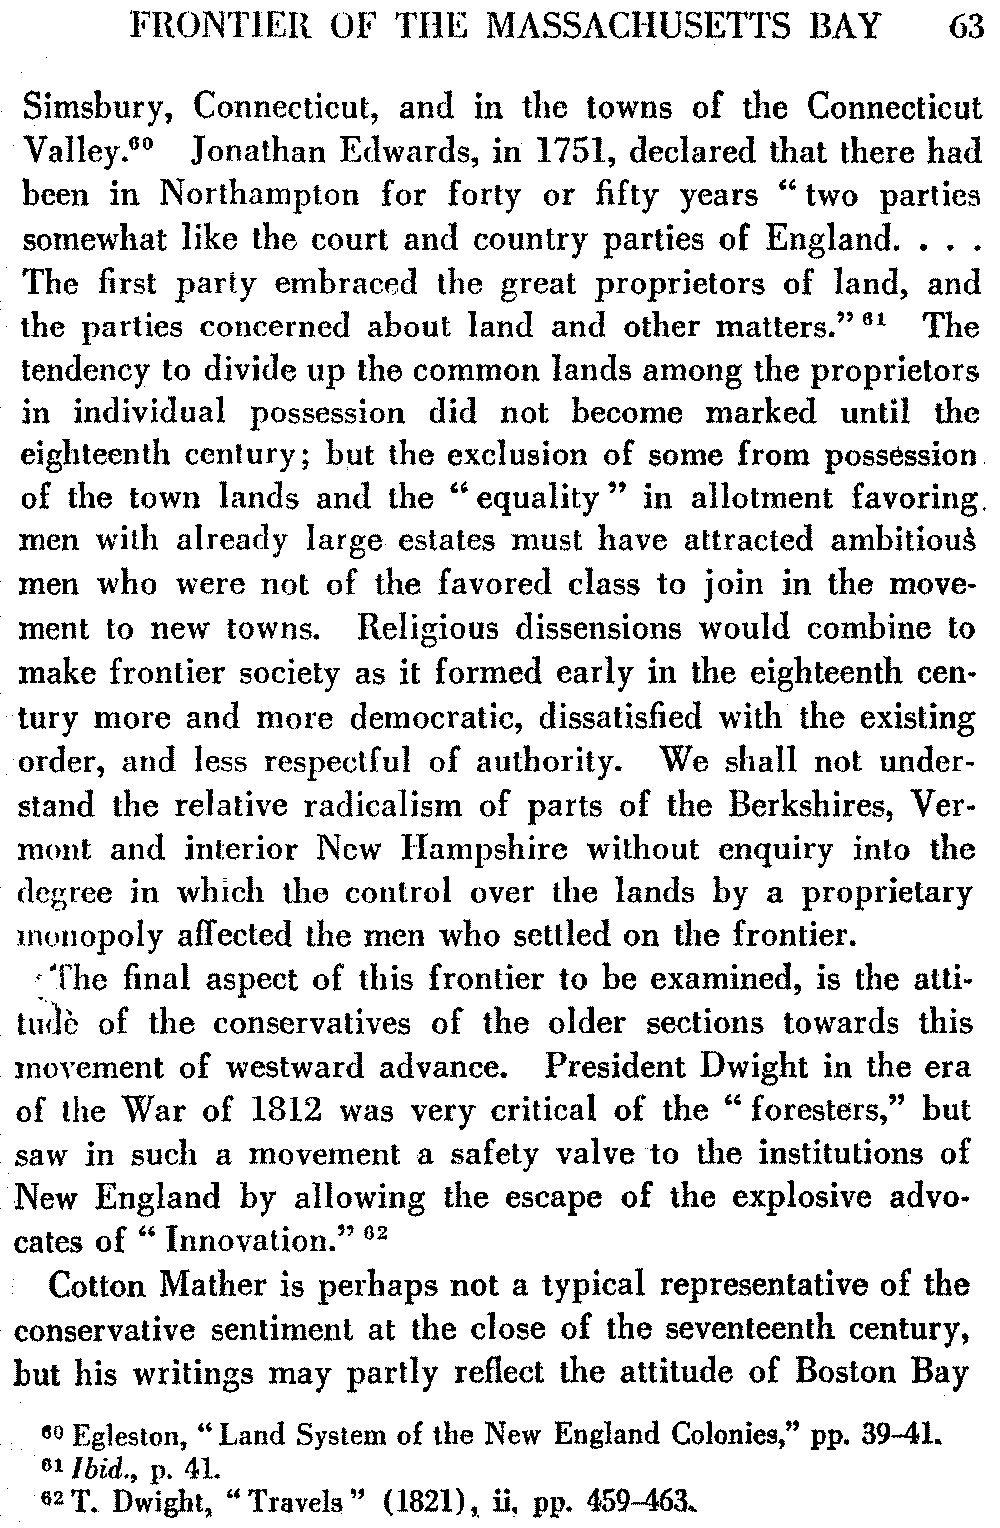 FRONTIER OF THE MASSACHUSETTS BAY 63
Simsbury, Connecticut, and in the towns of the Connecticut
Valley.⁶⁰ Jonathan Edwards, in 1751, declared that there had
been in Northampton for forty or fifty years “two parties
somewhat like the court and country parties of England. . . .
The first party embraced the great proprietors of land, and
the parties concerned about land and other matters.” ⁶¹ The
tendency to divide up the common lands among the proprietors
in individual possession did not become marked until the
eighteenth century; but the exclusion of some from possession
of the town lands and the “equality” in allotment favoring
men with already large estates must have attracted ambitious
men who were not of the favored class to join in the move-
ment to new towns. Religious dissensions would combine to
make frontier society as it formed early in the eighteenth cen-
tury more and more democratic, dissatisfied with the existing
order, and less respectful of authority. We shall not under-
stand the relative radicalism of parts of the Berkshires, Ver-
mont and interior New Hampshire without enquiry into the
degree in which the control over the lands by a proprietary
monopoly affected the men who settled on the frontier.
The final aspect of this frontier to be examined, is the atti-
tude of the conservatives of the older sections towards this
movement of westward advance. President Dwight in the era
of the War of 1812 was very critical of the “foresters,” but
saw in such a movement a safety valve to the institutions of
New England by allowing the escape of the explosive advo-
cates of “Innovation.” ⁶²
Cotton Mather is perhaps not a typical representative of the
conservative sentiment at the close of the seventeenth century,
but his writings may partly reflect the attitude of Boston Bay
⁶⁰ Egleston, “Land System of the New England Colonies,” pp. 39–41.
⁶¹ Ibid., p. 41.
⁶² T. Dwight, “Travels” (1821), ii, pp. 459–463.